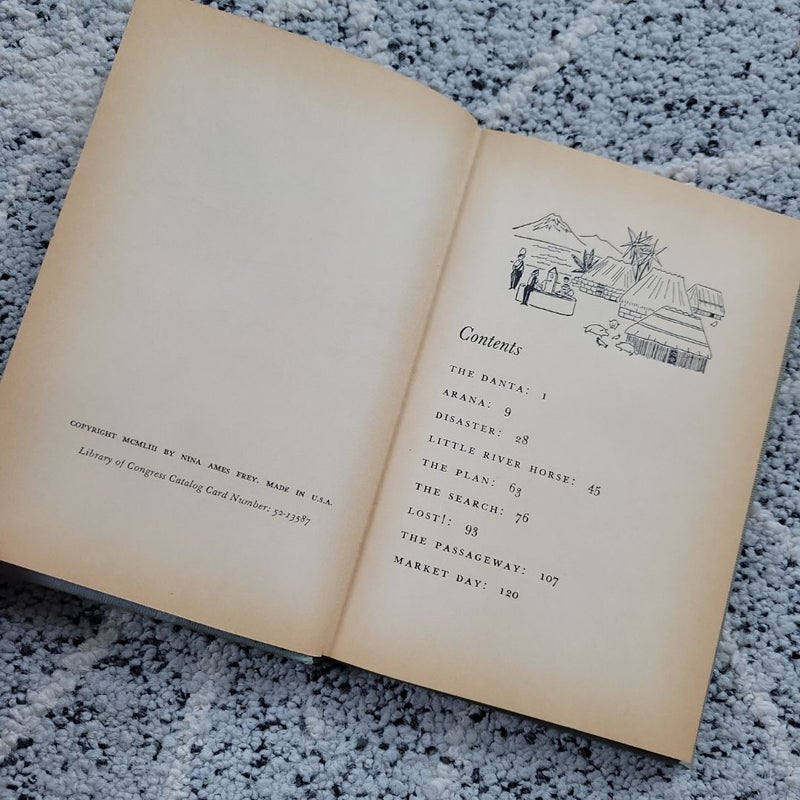 COPYRIGHT MCMLIII BY NINA AMES FREY. MADE IN U.S.A.
Library of Congress Catalog Card Number: 52-13587
Contents
THE DANTA: 1
ARANA: 9
DISASTER: 28
LITTLE RIVER HORSE: 45
THE PLAN: 63
THE SEARCH: 76
LOST!: 93
THE PASSAGEWAY: 107
MARKET DAY: 120